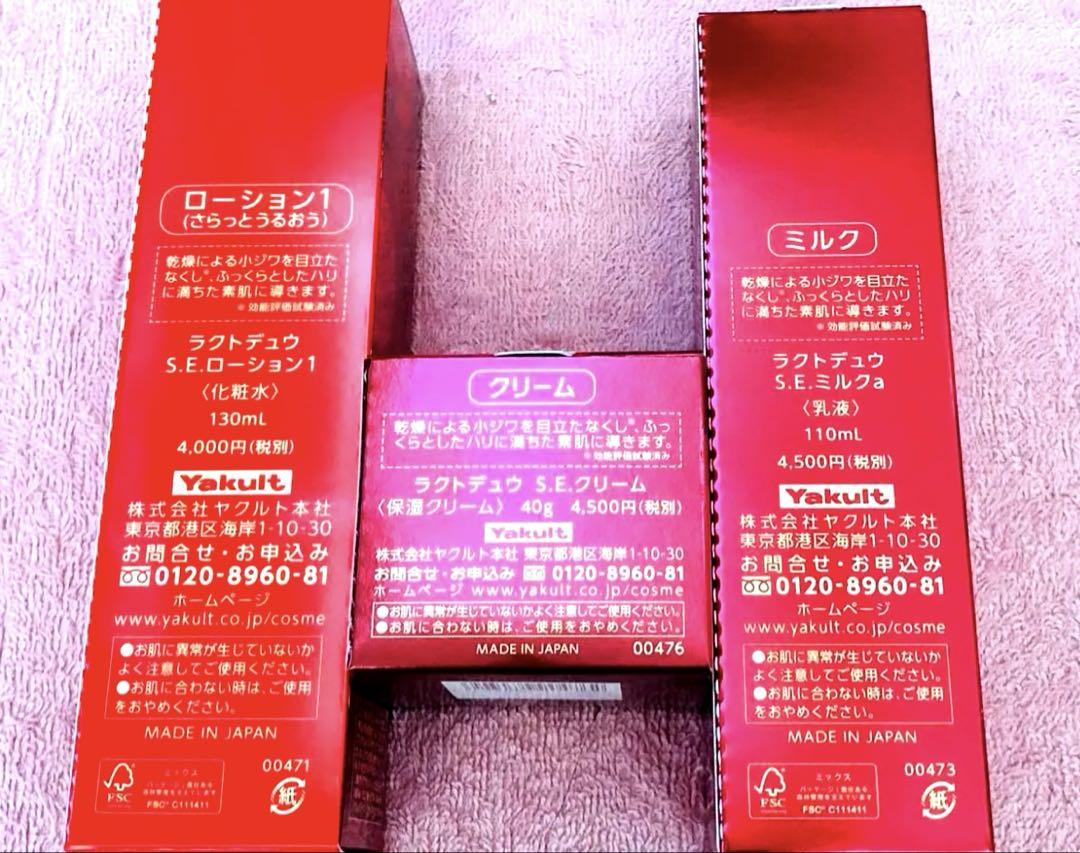 ローション1
(さらっとうるおう)
乾燥による小ジワを目立た
なくし※、ふっくらとしたハリ
に満ちた素肌に導きます。
※ 効能評価試験済み
ラクトデュウ
S.E.ローション1
〈化粧水〉
130mL
4,000円(税別)
Yakult
株式会社ヤクルト本社
東京都港区海岸1-10-30
お問合せ・お申込み
0120-8960-81
ホームページ
www.yakult.co.jp/cosme
●お肌に異常が生じていないか
よく注意してご使用ください。
●お肌に合わない時は、ご使用
をおやめください。
MADE IN JAPAN
00471
FSC
ミックス
FSC® C111411
紙
クリーム
乾燥による小ジワを目立たなくし※、ふっ
くらとしたハリに満ちた素肌に導きます。
※ 効能評価試験済み
ラクトデュウ S.E.クリーム
〈保湿クリーム〉 40g 4,500円(税別)
Yakult
株式会社ヤクルト本社 東京都港区海岸1-10-30
お問合せ・お申込み 0120-8960-81
ホームページ www.yakult.co.jp/cosme
●お肌に異常が生じていないかよく注意してご使用ください。
●お肌に合わない時は、ご使用をおやめください。
MADE IN JAPAN 00476
ミルク
乾燥による小ジワを目立た
なくし※、ふっくらとしたハリ
に満ちた素肌に導きます。
※ 効能評価試験済み
ラクトデュウ
S.E.ミルクa
〈乳液〉
110mL
4,500円(税別)
Yakult
株式会社ヤクルト本社
東京都港区海岸1-10-30
お問合せ・お申込み
0120-8960-81
ホームページ
www.yakult.co.jp/cosme
●お肌に異常が生じていないか
よく注意してご使用ください。
●お肌に合わない時は、ご使用
をおやめください。
MADE IN JAPAN
00473
FSC
ミックス
FSC® C111411
紙